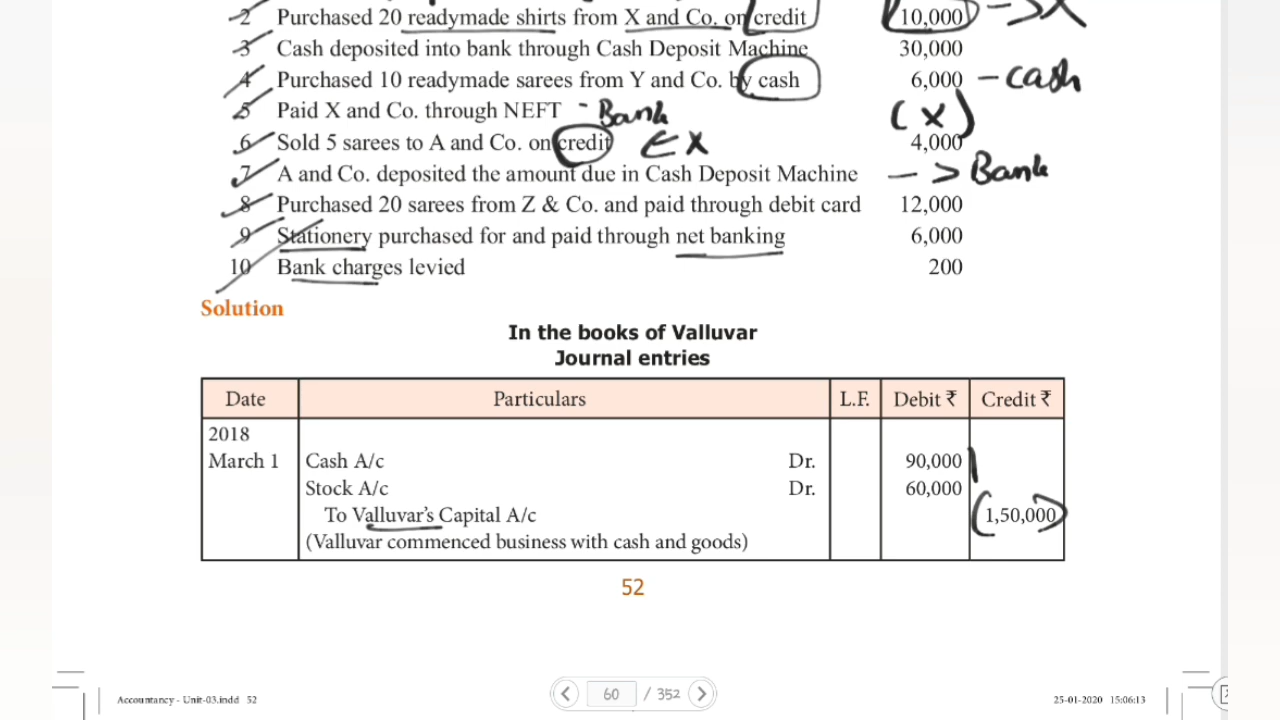 2 Purchased 20 readymade shirts from X and Co. on credit 10,000
3 Cash deposited into bank through Cash Deposit Machine 30,000
4 Purchased 10 readymade sarees from Y and Co. by cash 6,000 – cash
5 Paid X and Co. through NEFT - Bank (X)
6 Sold 5 sarees to A and Co. on credit EX 4,000
7 A and Co. deposited the amount due in Cash Deposit Machine — > Bank
8 Purchased 20 sarees from Z & Co. and paid through debit card 12,000
9 Stationery purchased for and paid through net banking 6,000
10 Bank charges levied 200
Solution
In the books of Valluvar
Journal entries
Date Particulars L.F. Debit ₹ Credit ₹
2018
March 1 Cash A/c Dr. 90,000
Stock A/c Dr. 60,000
To Valluvar's Capital A/c 1,50,000
(Valluvar commenced business with cash and goods)
52
60 / 352
Accountancy - Unit-03.indd 52 25-01-2020 15:06:13